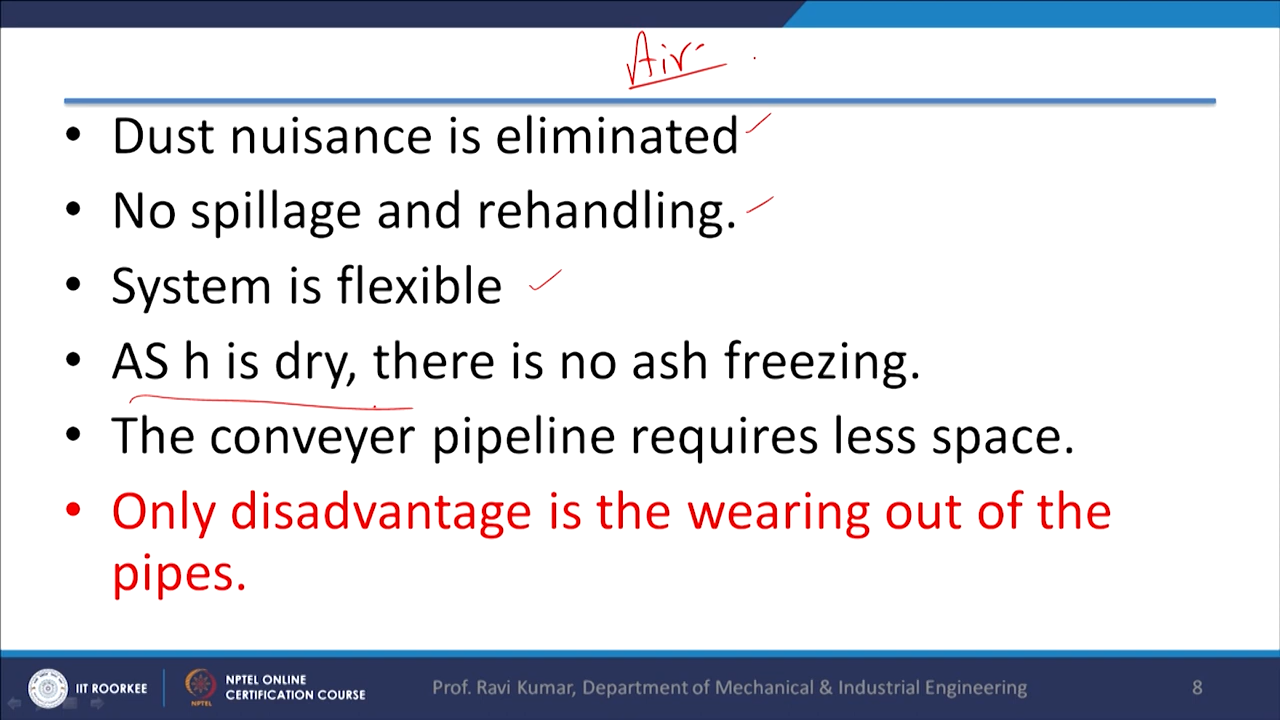 Air
• Dust nuisance is eliminated
• No spillage and rehandling.
• System is flexible
• AS h is dry, there is no ash freezing.
• The conveyer pipeline requires less space.
• Only disadvantage is the wearing out of the
pipes.
IIT ROORKEE
NPTEL
NPTEL ONLINE
CERTIFICATION COURSE
Prof. Ravi Kumar, Department of Mechanical & Industrial Engineering
8